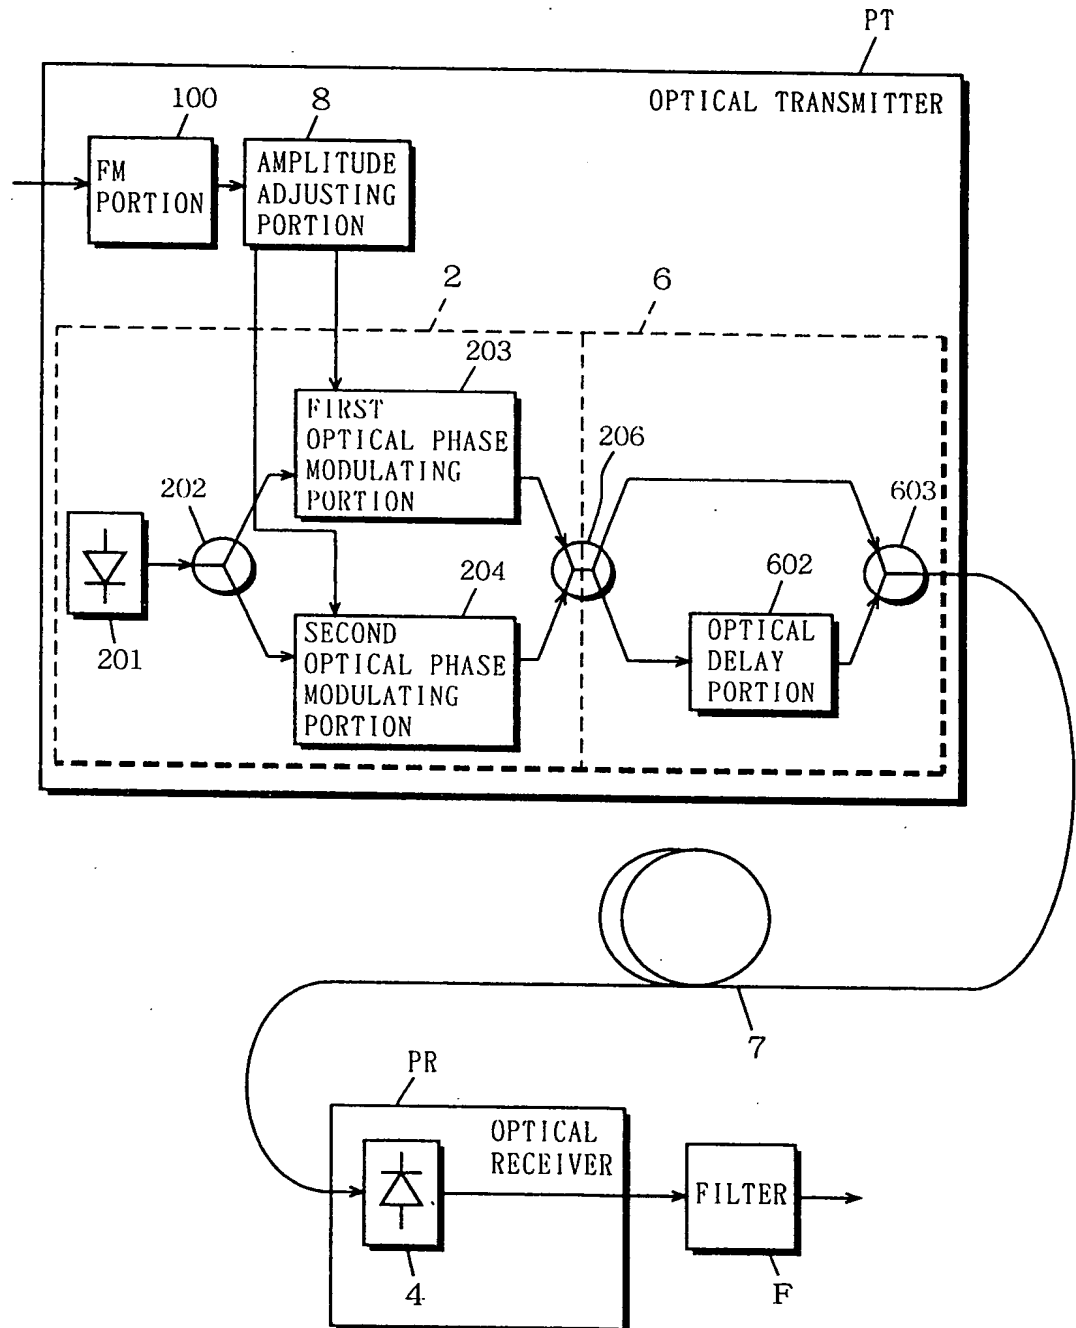 PT
OPTICAL TRANSMITTER
100
8
FM
PORTION
AMPLITUDE
ADJUSTING
PORTION
2
6
203
FIRST
OPTICAL PHASE
MODULATING
PORTION
206
202
603
201
204
SECOND
OPTICAL PHASE
MODULATING
PORTION
602
OPTICAL
DELAY
PORTION
7
PR
OPTICAL
RECEIVER
4
FILTER
F